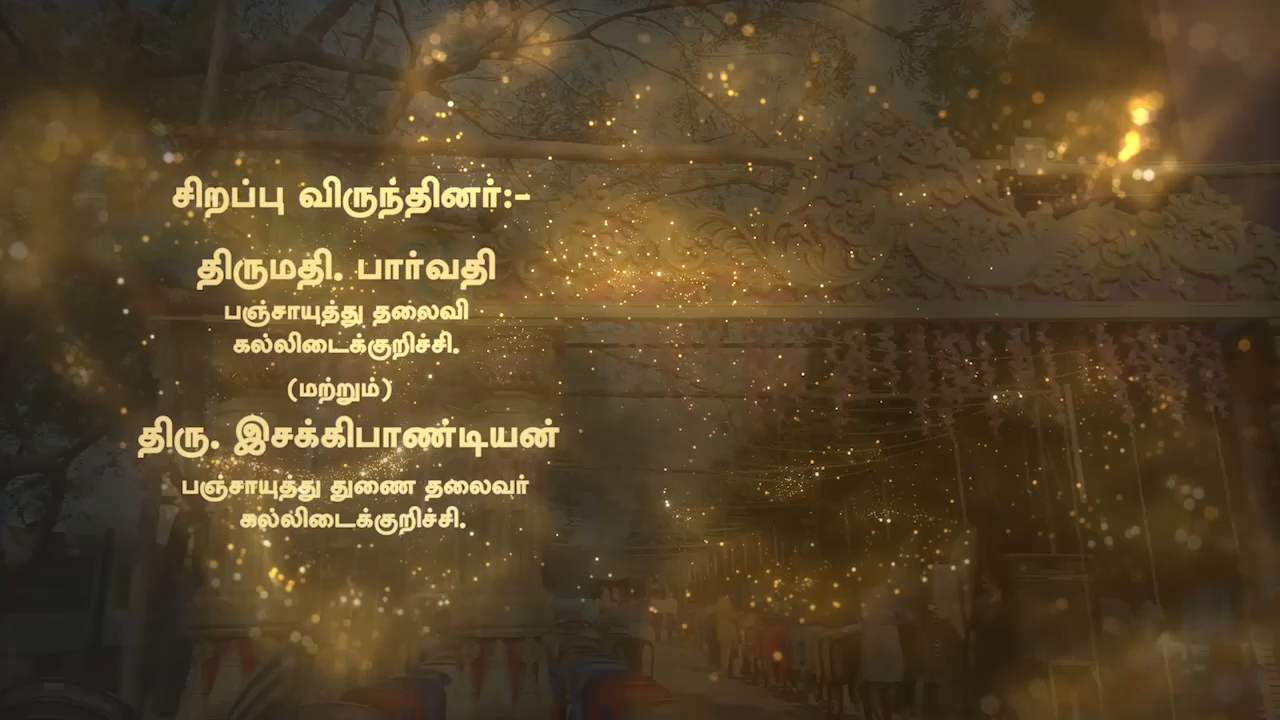 சிறப்பு விருந்தினர்:-
திருமதி. பார்வதி
பஞ்சாயுத்து தலைவி
கல்லிடைக்குறிச்சி.
(மற்றும்)
திரு. இசக்கிபாண்டியன்
பஞ்சாயுத்து துணை தலைவர்
கல்லிடைக்குறிச்சி.